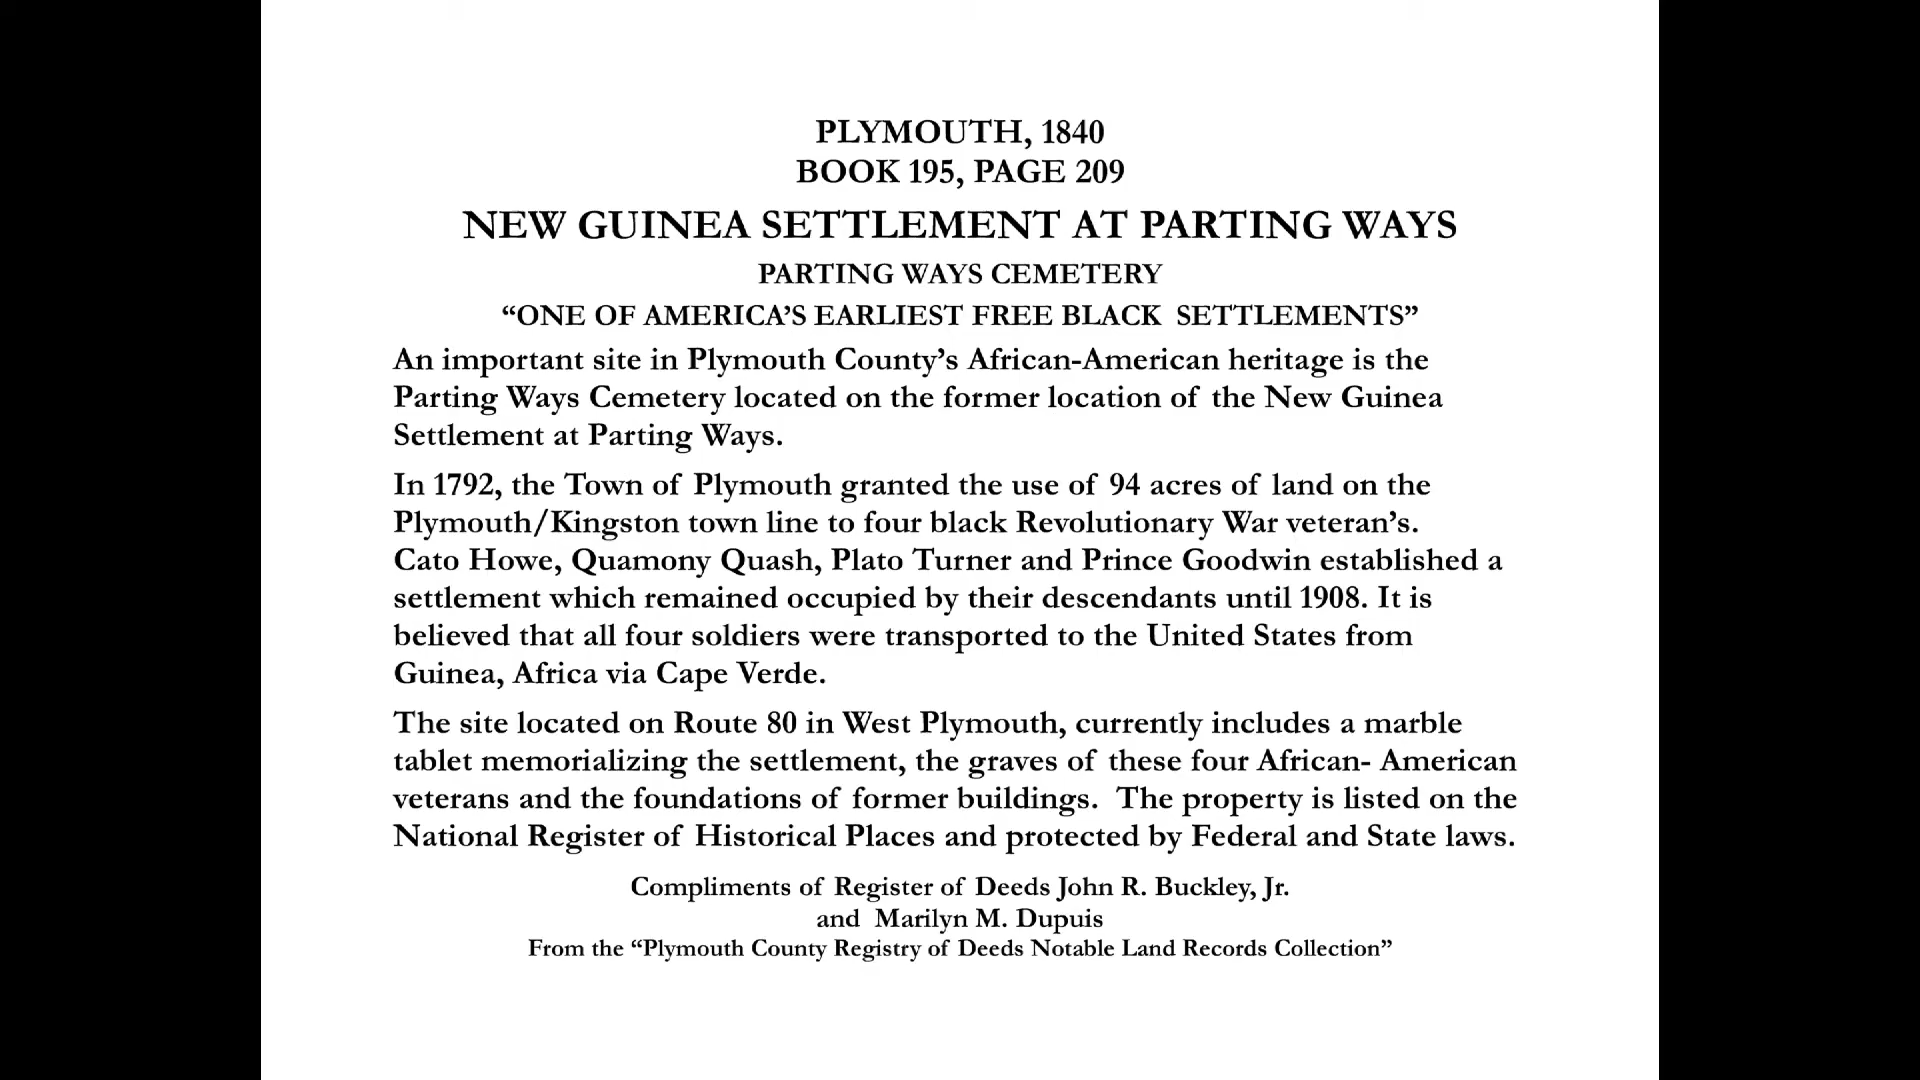 PLYMOUTH, 1840
BOOK 195, PAGE 209
NEW GUINEA SETTLEMENT AT PARTING WAYS
PARTING WAYS CEMETERY
“ONE OF AMERICA’S EARLIEST FREE BLACK SETTLEMENTS”
An important site in Plymouth County’s African-American heritage is the
Parting Ways Cemetery located on the former location of the New Guinea
Settlement at Parting Ways.
In 1792, the Town of Plymouth granted the use of 94 acres of land on the
Plymouth/Kingston town line to four black Revolutionary War veteran’s.
Cato Howe, Quamony Quash, Plato Turner and Prince Goodwin established a
settlement which remained occupied by their descendants until 1908. It is
believed that all four soldiers were transported to the United States from
Guinea, Africa via Cape Verde.
The site located on Route 80 in West Plymouth, currently includes a marble
tablet memorializing the settlement, the graves of these four African- American
veterans and the foundations of former buildings. The property is listed on the
National Register of Historical Places and protected by Federal and State laws.
Compliments of Register of Deeds John R. Buckley, Jr.
and Marilyn M. Dupuis
From the “Plymouth County Registry of Deeds Notable Land Records Collection”